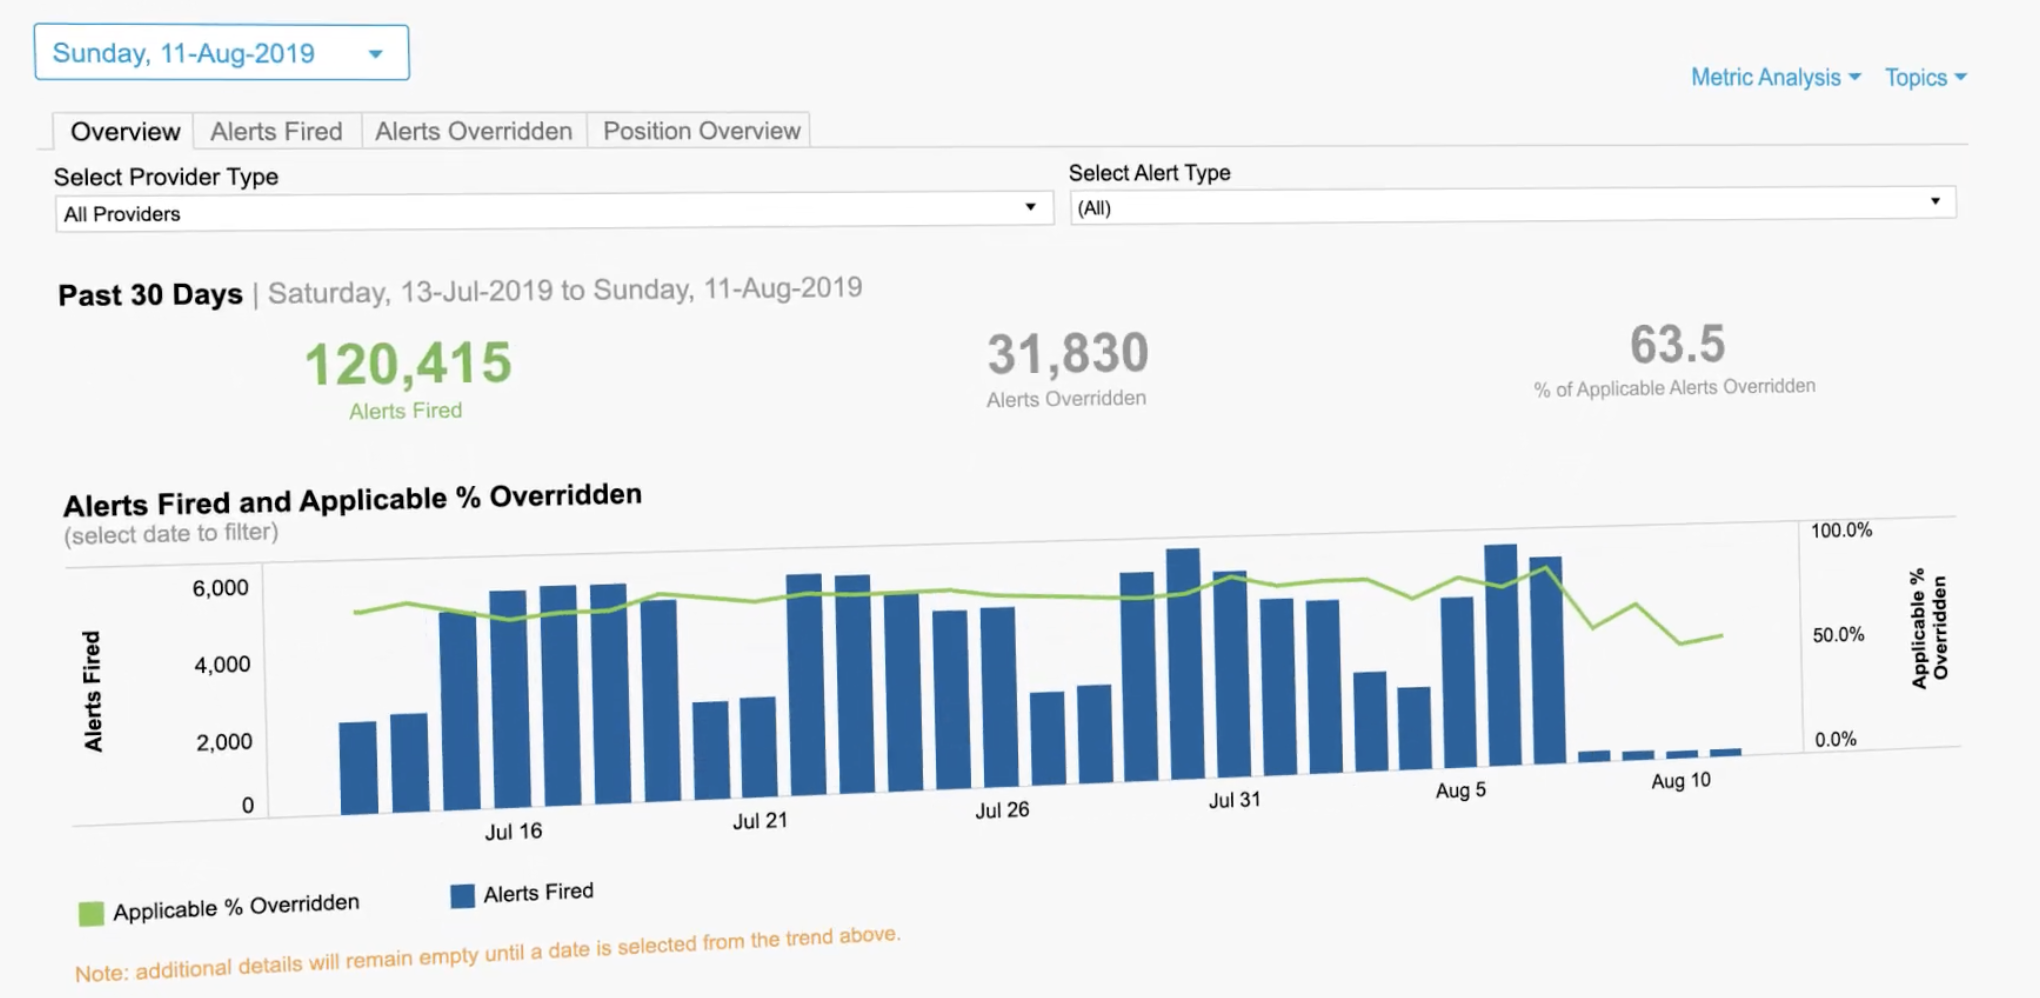 Sunday, 11-Aug-2019
Metric Analysis Topics
Overview Alerts Fired Alerts Overridden Position Overview
Select Provider Type
All Providers
Select Alert Type
(All)
Past 30 Days | Saturday, 13-Jul-2019 to Sunday, 11-Aug-2019
120,415
Alerts Fired
31,830
Alerts Overridden
63.5
% of Applicable Alerts Overridden
Alerts Fired and Applicable % Overridden
(select date to filter)
Alerts Fired
6,000
4,000
2,000
0
100.0%
50.0%
0.0%
Applicable %
Overridden
Jul 16 Jul 21 Jul 26 Jul 31 Aug 5 Aug 10
Applicable % Overridden Alerts Fired
Note: additional details will remain empty until a date is selected from the trend above.